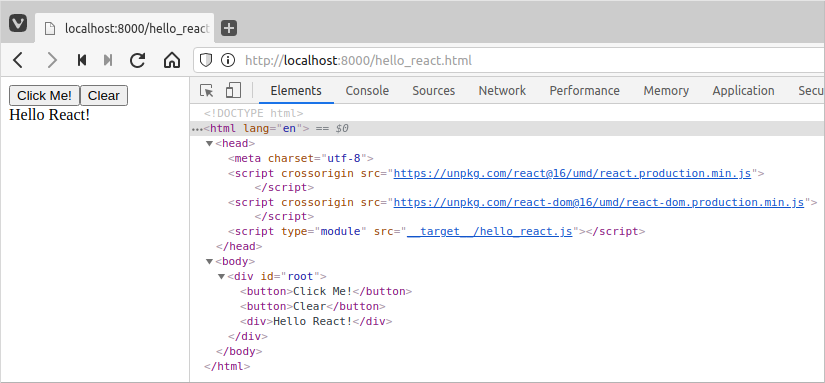 localhost:8000/hello_react
http://localhost:8000/hello_react.html
Click Me! Clear
Hello React!
Elements Console Sources Network Performance Memory Application Secu
<!DOCTYPE html>
…<html lang="en"> == $0
▼<head>
<meta charset="utf-8">
<script crossorigin src="https://unpkg.com/react@16/umd/react.production.min.js">
</script>
<script crossorigin src="https://unpkg.com/react-dom@16/umd/react-dom.production.min.js">
</script>
<script type="module" src="__target__/hello_react.js"></script>
</head>
▼<body>
▼<div id="root">
<button>Click Me!</button>
<button>Clear</button>
<div>Hello React!</div>
</div>
</body>
</html>